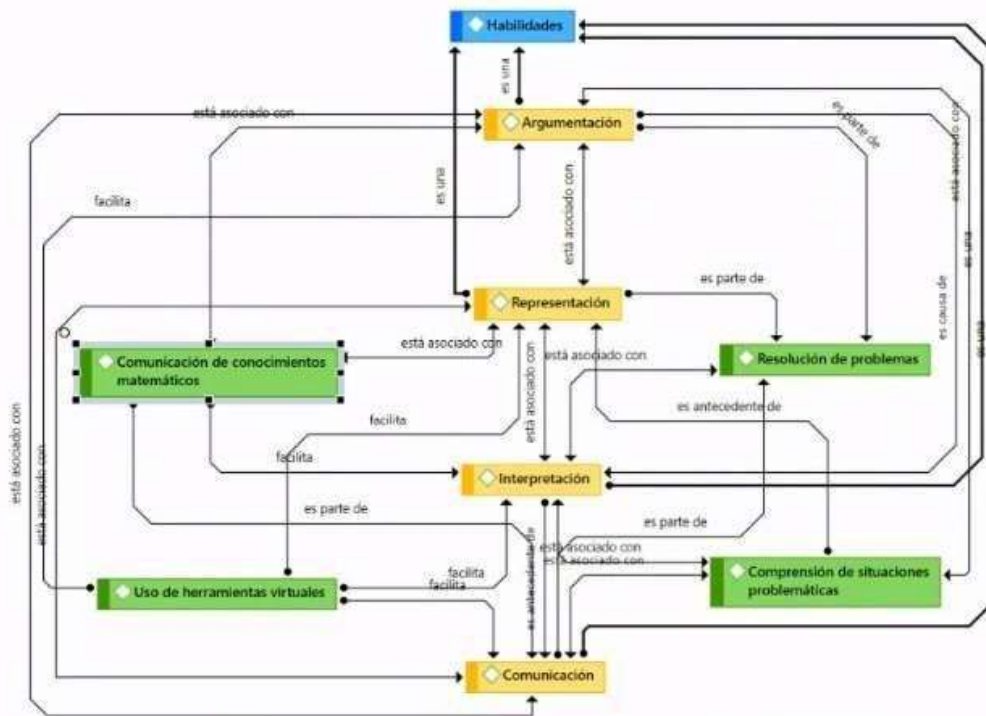 Habilidades
es una
está asociado con
Argumentación
es parte de
está asociado con
es una
es una
facilita
está asociado con
es una
Representación
es parte de
es causa de
está asociado con
está asociado con
Comunicación de conocimientos
matemáticos
Resolución de problemas
está asociado con
es antecedente de
facilita
está asociado con
está asociado con
facilita
Interpretación
es parte de
es parte de
es antecedente de
está asociado con
está asociado con
facilita
facilita
Uso de herramientas virtuales
Comprensión de situaciones
problemáticas
Comunicación